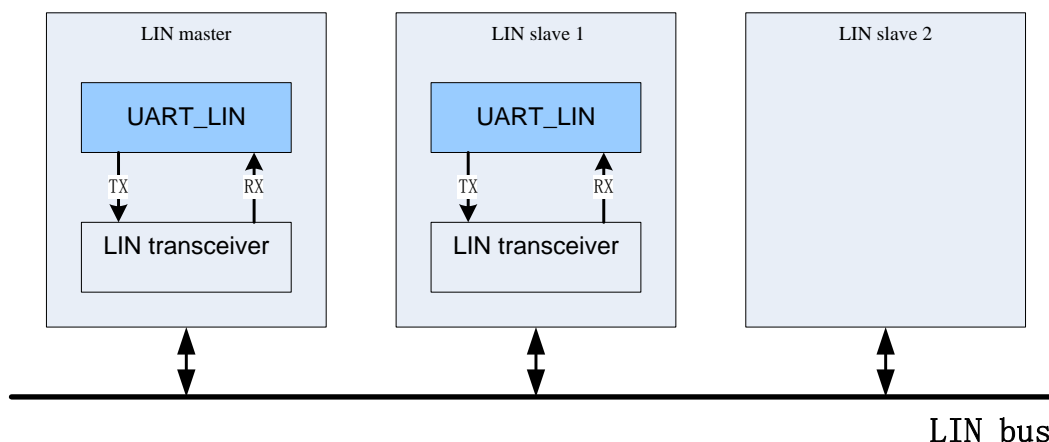 LIN master
LIN slave 1
LIN slave 2
UART_LIN
UART_LIN
TX
RX
TX
RX
LIN transceiver
LIN transceiver
LIN bus